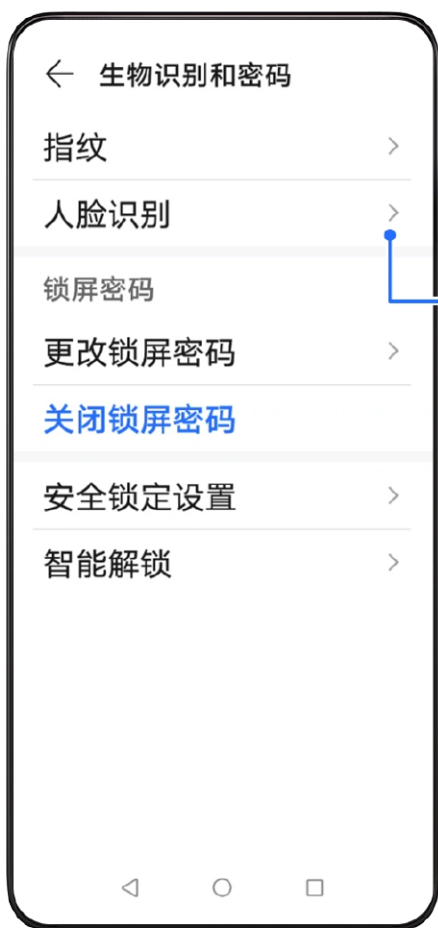 生物识别和密码
指纹
人脸识别
锁屏密码
更改锁屏密码
关闭锁屏密码
安全锁定设置
智能解锁